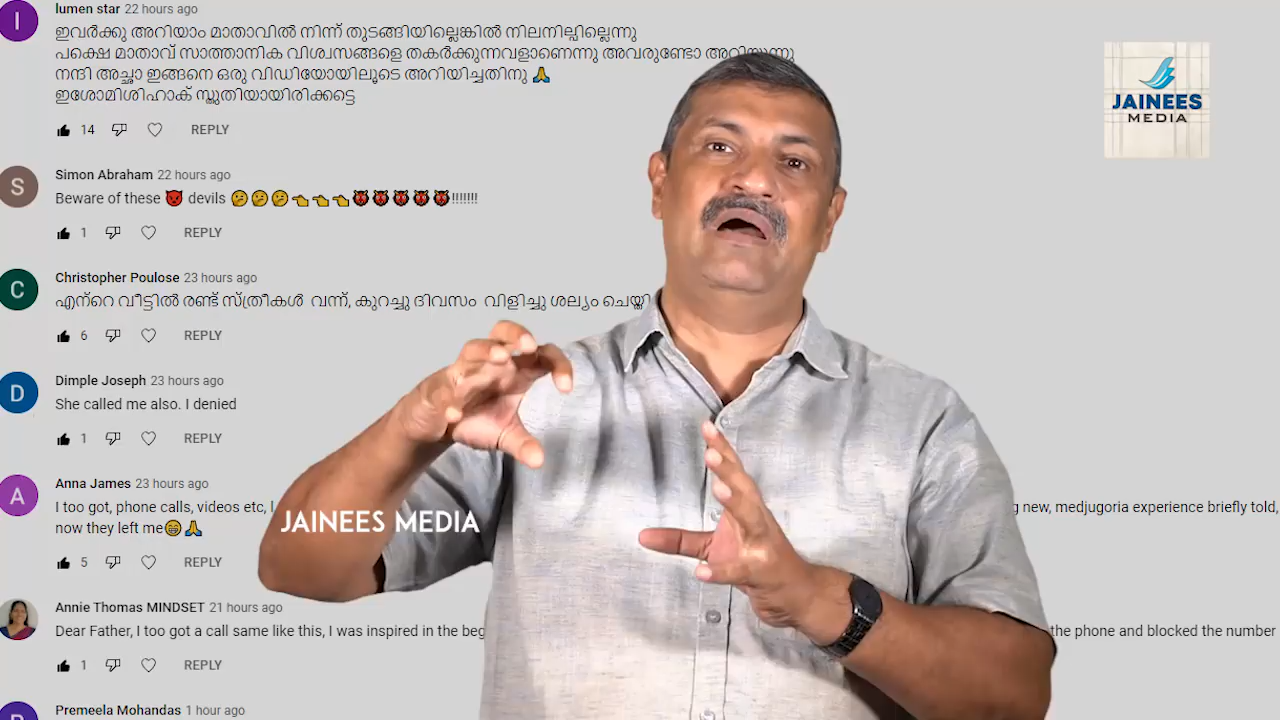 I
lumen star 22 hours ago
ഇവർക്കു അറിയാം മാതാവിൽ നിന്ന് തുടങ്ങിയില്ലെങ്കിൽ നിലനില്പില്ലെന്നു
പക്ഷെ മാതാവ് സാത്താനിക വിശ്വസങ്ങളെ തകർക്കുന്നവളാണെന്നു അവരുണ്ടോ അറിയുന്നു
നന്ദി അച്ഛാ ഇങ്ങനെ ഒരു വിഡിയോയിലൂടെ അറിയിച്ചതിനു 🙏
ഇശോമിശിഹാക് സ്തുതിയായിരിക്കട്ടെ
14 REPLY
JAINEES
MEDIA
S
Simon Abraham 22 hours ago
Beware of these 👿 devils 🤔🤔🤔👈👈👈👹👹👹👹👹!!!!!!!
1 REPLY
C
Christopher Poulose 23 hours ago
എന്റെ വീട്ടിൽ രണ്ട് സ്ത്രീകൾ വന്ന്, കുറച്ചു ദിവസം വിളിച്ചു ശല്യം ചെയ്തി
6 REPLY
D
Dimple Joseph 23 hours ago
She called me also. I denied
1 REPLY
A
Anna James 23 hours ago
I too got, phone calls, videos etc, I g new, medjugoria experience briefly told,
now they left me😁🙏
JAINEES MEDIA
5 REPLY
Annie Thomas MINDSET 21 hours ago
Dear Father, I too got a call same like this, I was inspired in the beg the phone and blocked the number
1 REPLY
Premeela Mohandas 1 hour ago